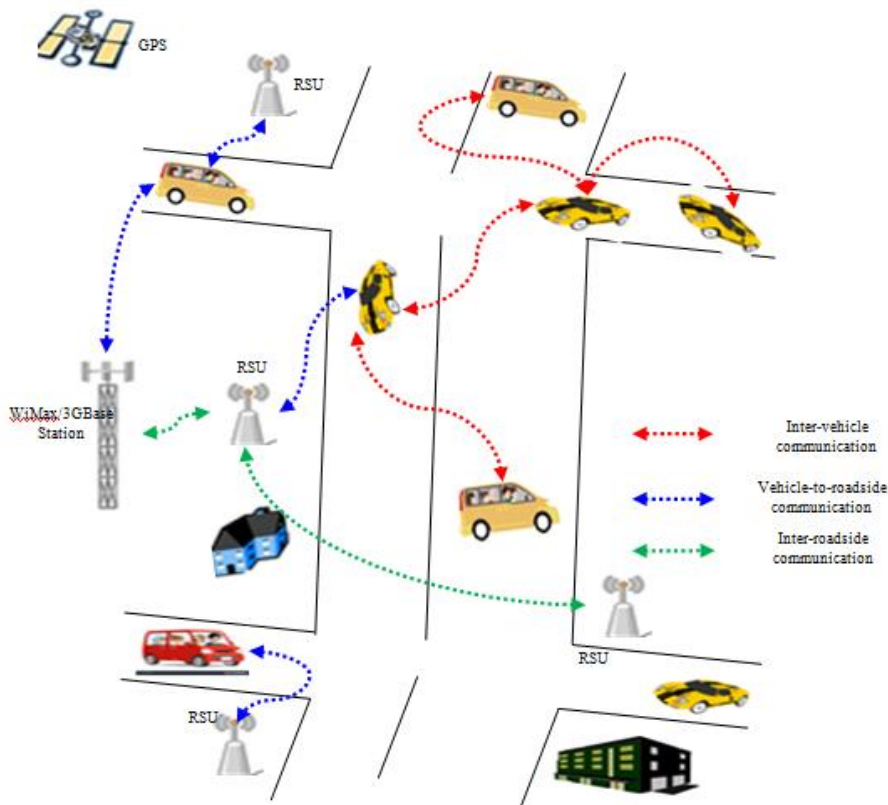 GPS
RSU
RSU
WiMax/3GBase
Station
Inter-vehicle
communication
Vehicle-to-roadside
communication
Inter-roadside
communication
RSU
RSU